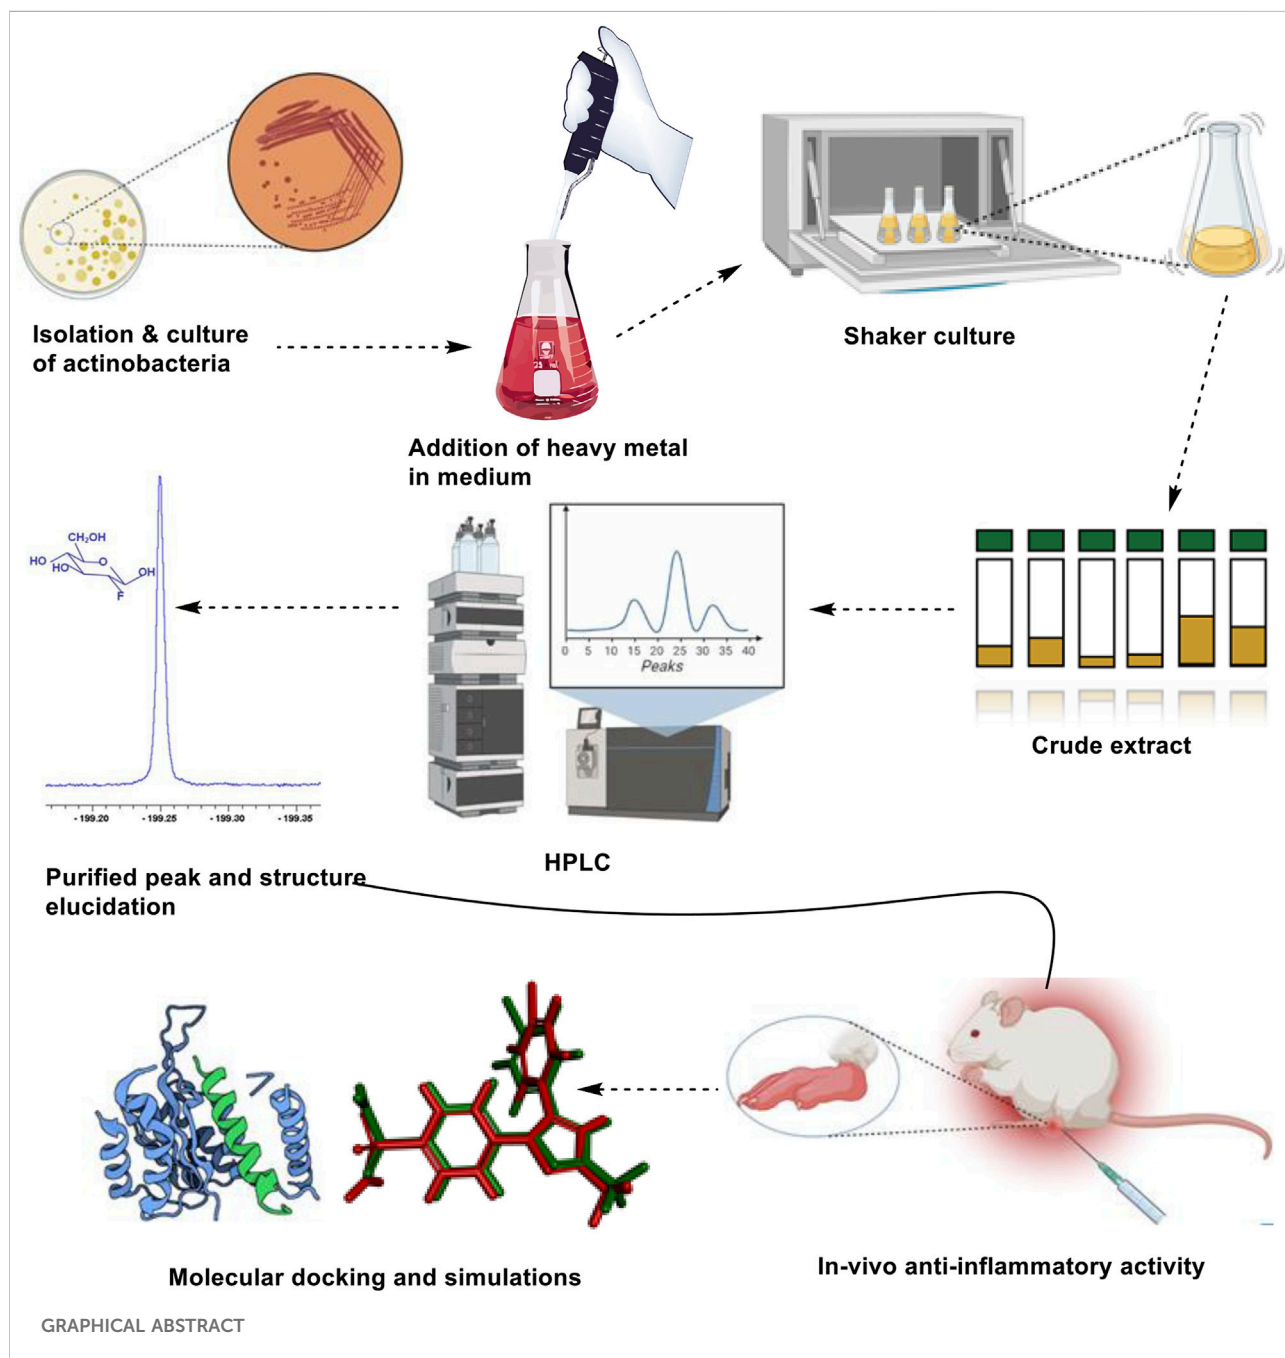 Isolation & culture
of actinobacteria
Addition of heavy metal
in medium
Shaker culture
Crude extract
0 5 10 15 20 25 30 35 40
Peaks
HPLC
CH₂OH
HO
HO
O
OH
F
- 199.20 - 199.25 - 199.30 - 199.35
Purified peak and structure
elucidation
In-vivo anti-inflammatory activity
Molecular docking and simulations
GRAPHICAL ABSTRACT